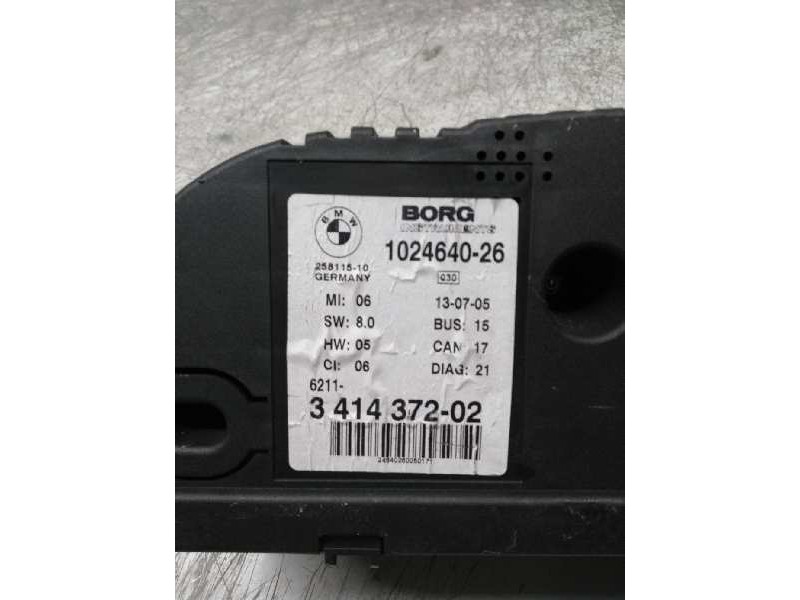 BMW
BORG
INSTRUMENTS
1024640-26
258115-10
GERMANY
030
MI: 06
13-07-05
SW: 8.0
BUS: 15
HW: 05
CAN 17
CI: 06
DIAG: 21
6211-
3 414 372-02